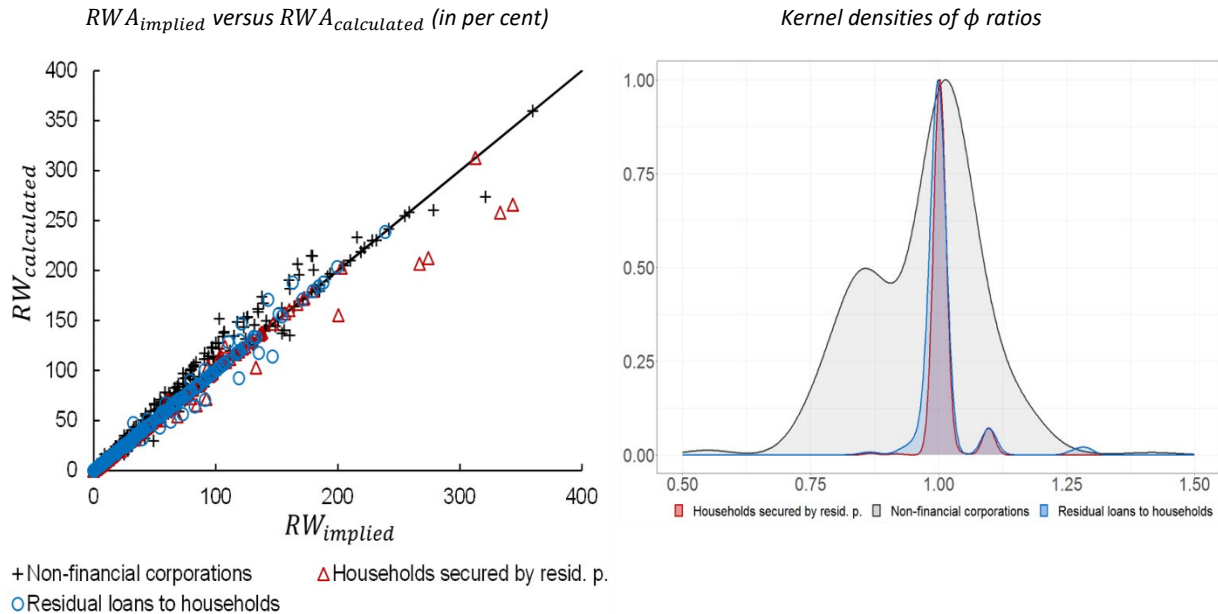 RWA_implied versus RWA_calculated (in per cent)
RW_calculated
400
350
300
250
200
150
100
50
0
0 100 200 300 400
RW_implied
+Non-financial corporations △Households secured by resid. p.
○Residual loans to households
Kernel densities of ϕ ratios
1.00
0.75
0.50
0.25
0.00
0.50 0.75 1.00 1.25 1.50
Households secured by resid. p. Non-financial corporations Residual loans to households